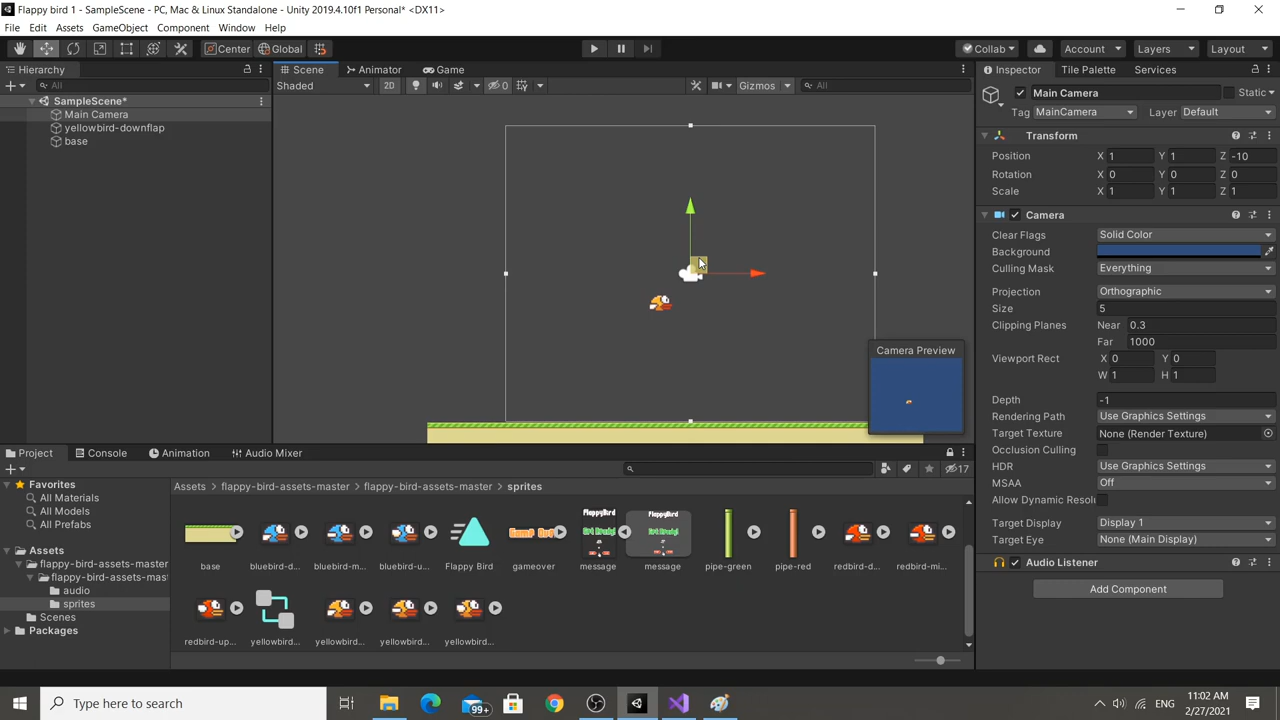 Flappy bird 1 - SampleScene - PC, Mac & Linux Standalone - Unity 2019.4.10f1 Personal* <DX11>
File Edit Assets GameObject Component Window Help
Center Global Collab Account Layers Layout
Hierarchy Scene Animator Game Inspector Tile Palette Services
All Shaded 2D 0 Gizmos All Main Camera Static
SampleScene*
Main Camera
yellowbird-downflap
base
Tag MainCamera Layer Default
Transform
Position X 1 Y 1 Z -10
Rotation X 0 Y 0 Z 0
Scale X 1 Y 1 Z 1
Camera
Clear Flags Solid Color
Background
Culling Mask Everything
Projection Orthographic
Size 5
Clipping Planes Near 0.3
Far 1000
Viewport Rect X 0 Y 0
W 1 H 1
Depth -1
Rendering Path Use Graphics Settings
Target Texture None (Render Texture)
Occlusion Culling
HDR Use Graphics Settings
MSAA Off
Allow Dynamic Resolu
Target Display Display 1
Target Eye None (Main Display)
Audio Listener
Add Component
Camera Preview
Project Console Animation Audio Mixer
17
Favorites
All Materials
All Models
All Prefabs
Assets
flappy-bird-assets-master
flappy-bird-assets-mast
audio
sprites
Scenes
Packages
Assets flappy-bird-assets-master flappy-bird-assets-master sprites
base bluebird-d... bluebird-m... bluebird-u... Flappy Bird gameover message message pipe-green pipe-red redbird-d... redbird-mi...
redbird-up... yellowbird... yellowbird... yellowbird... yellowbird...
Type here to search
99+
ENG
11:02 AM
2/27/2021